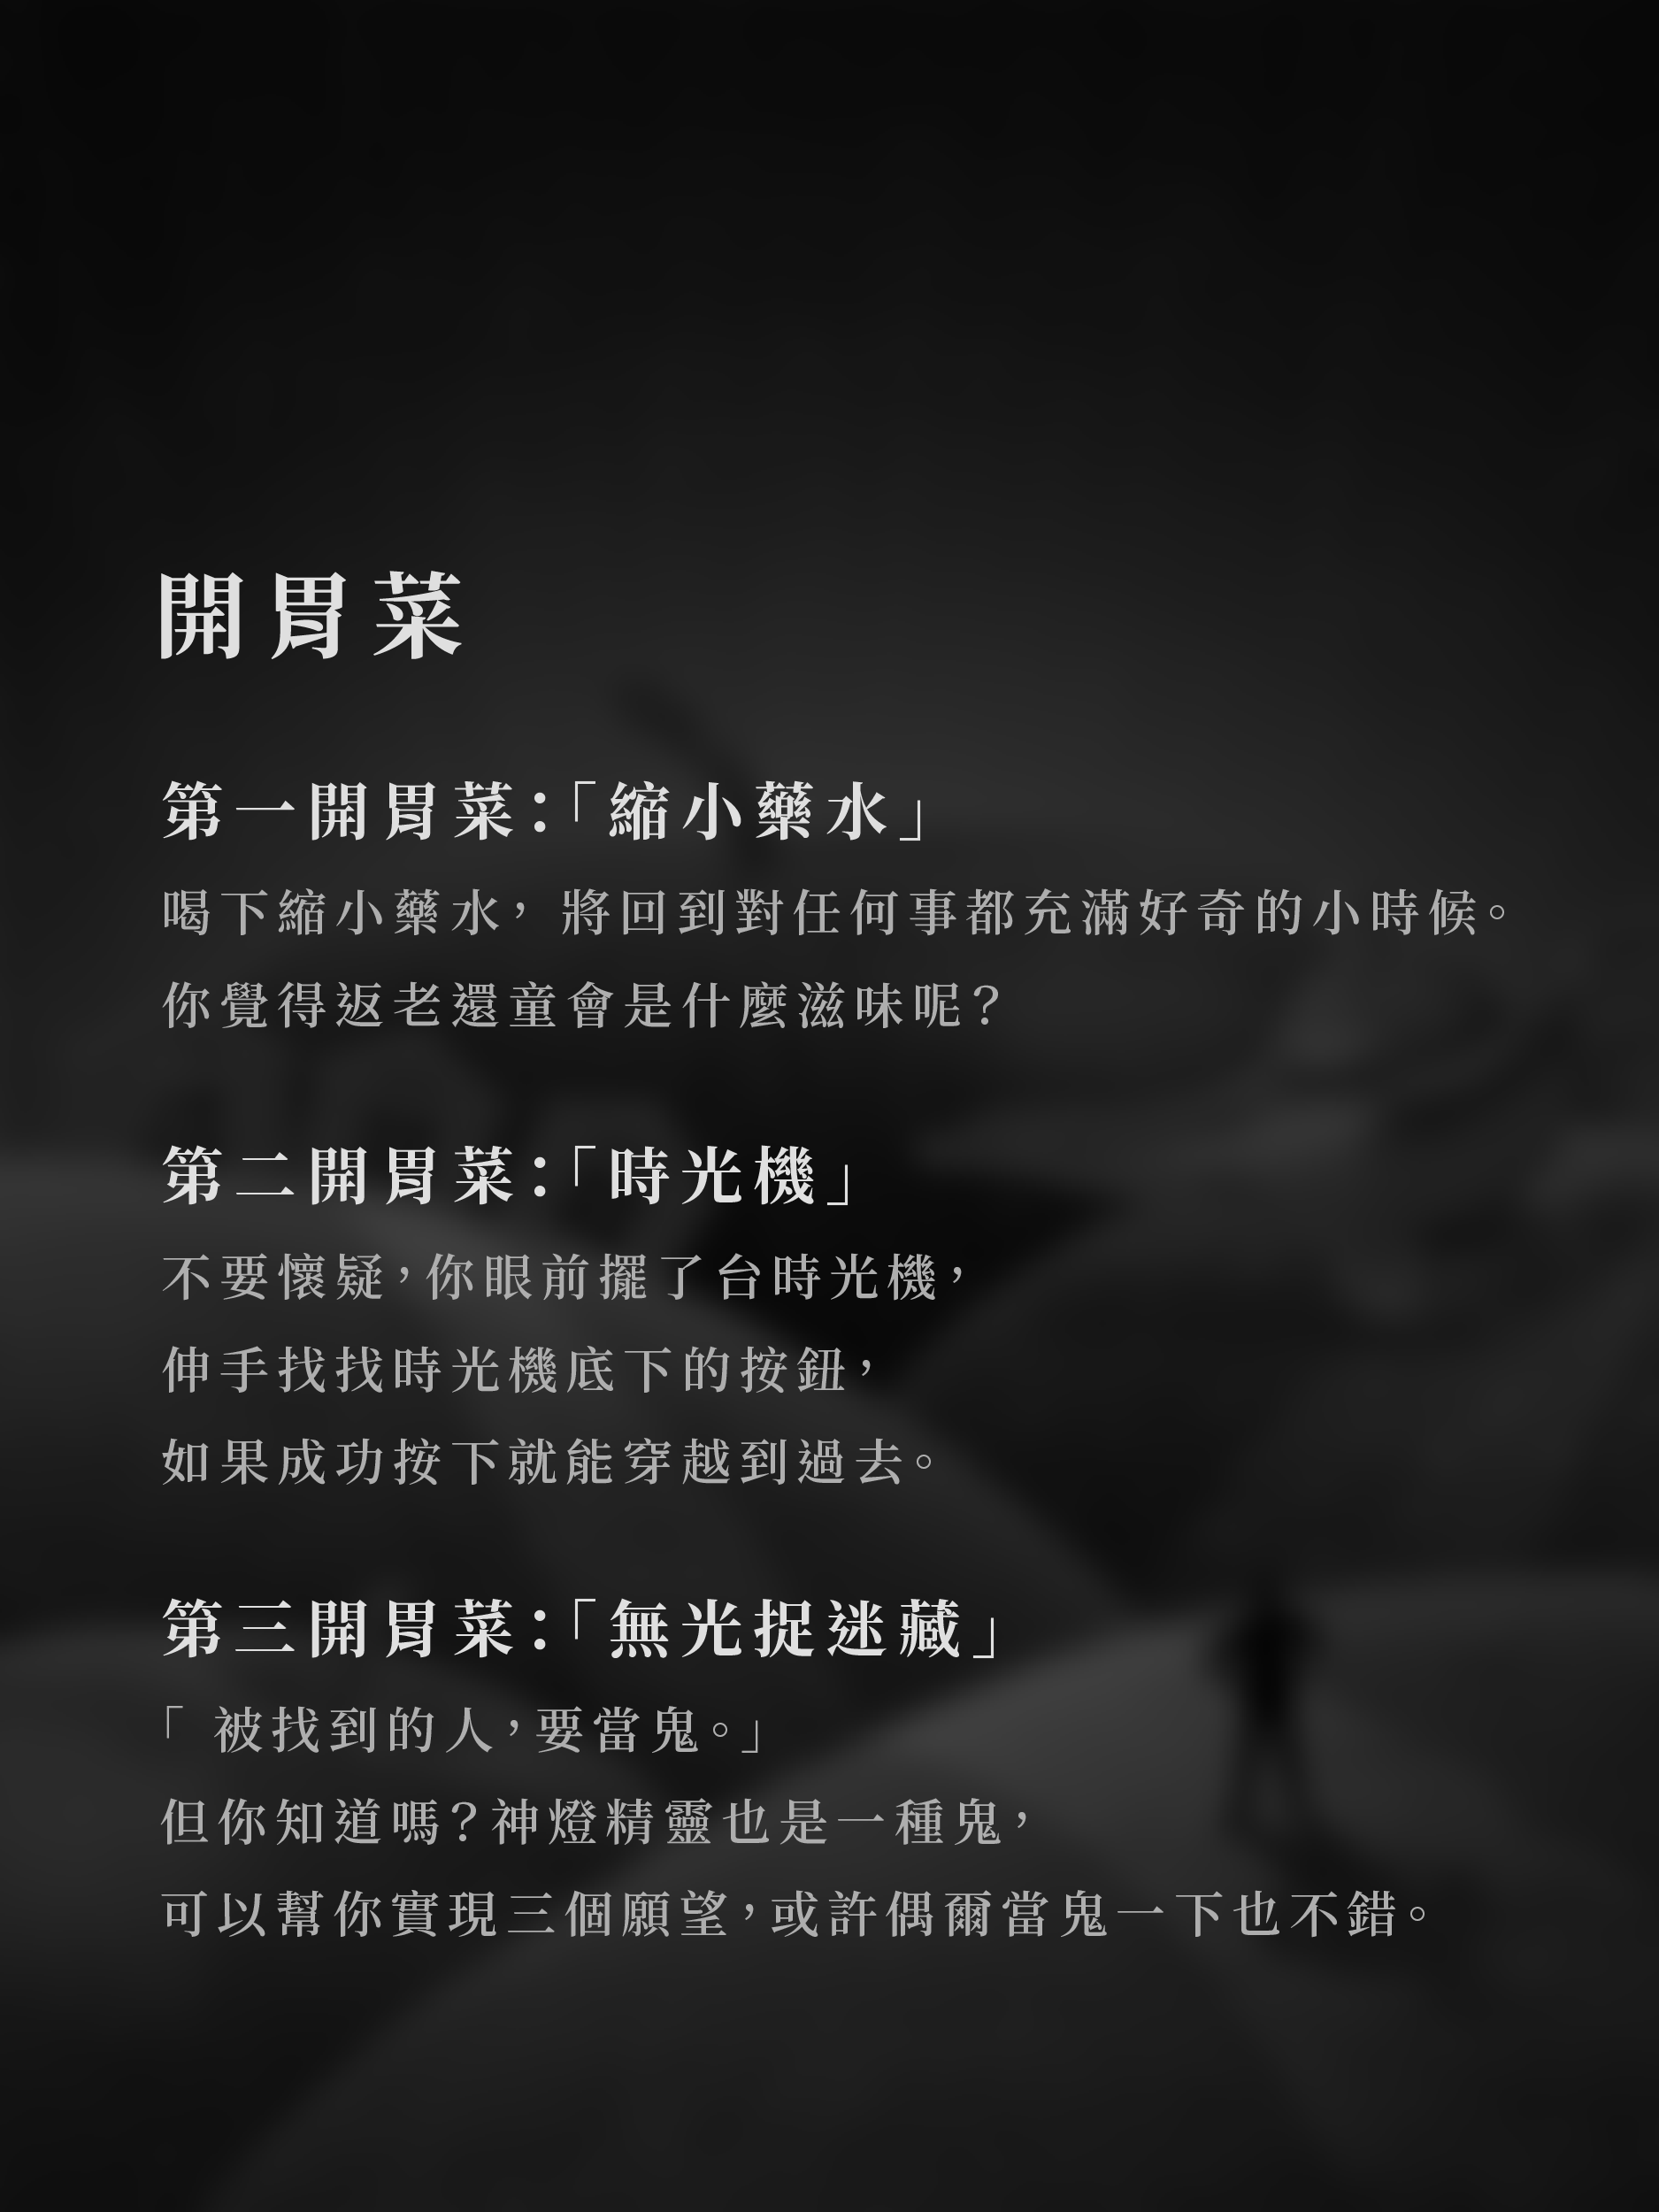 開胃菜
第一開胃菜：「縮小藥水」
喝下縮小藥水， 將回到對任何事都充滿好奇的小時候。
你覺得返老還童會是什麼滋味呢？
第二開胃菜：「時光機」
不要懷疑，你眼前擺了台時光機，
伸手找找時光機底下的按鈕，
如果成功按下就能穿越到過去。
第三開胃菜：「無光捉迷藏」
「 被找到的人，要當鬼。」
但你知道嗎？神燈精靈也是一種鬼，
可以幫你實現三個願望，或許偶爾當鬼一下也不錯。